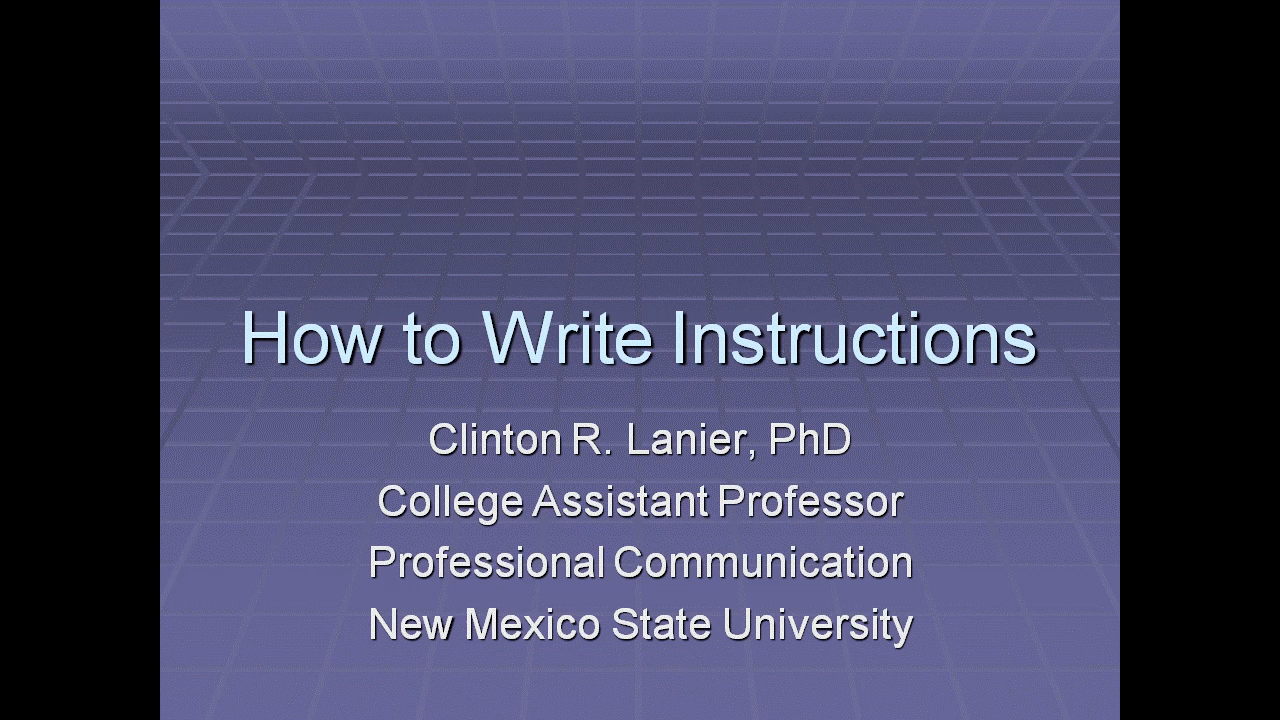 How to Write Instructions
Clinton R. Lanier, PhD
College Assistant Professor
Professional Communication
New Mexico State University